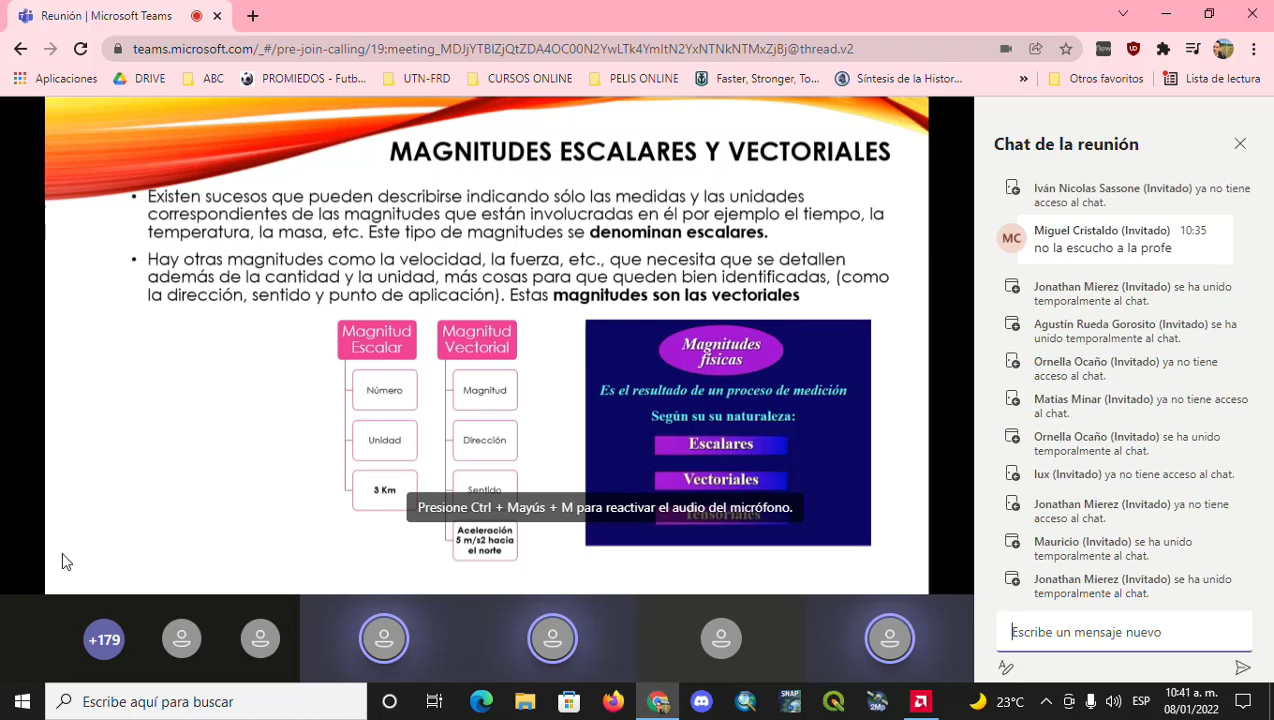 Reunión | Microsoft Teams
teams.microsoft.com/_#/pre-join-calling/19:meeting_MDJjYTBlZjQtZDA4OC00N2YwLTk4YmItN2YxNTNkNTMxZjBj@thread.v2
Aplicaciones
DRIVE
ABC
PROMIEDOS - Futb...
UTN-FRD
CURSOS ONLINE
PELIS ONLINE
Faster, Stronger, To...
Síntesis de la Histor...
»
Otros favoritos
Lista de lectura
MAGNITUDES ESCALARES Y VECTORIALES
• Existen sucesos que pueden describirse indicando sólo las medidas y las unidades
correspondientes de las magnitudes que están involucradas en él por ejemplo el tiempo, la
temperatura, la masa, etc. Este tipo de magnitudes se denominan escalares.
• Hay otras magnitudes como la velocidad, la fuerza, etc., que necesita que se detallen
además de la cantidad y la unidad, más cosas para que queden bien identificadas, (como
la dirección, sentido y punto de aplicación). Estas magnitudes son las vectoriales
Magnitud
Escalar
Número
Unidad
3 Km
Magnitud
Vectorial
Magnitud
Dirección
Sentido
Aceleración
5 m/s2 hacia
el norte
Magnitudes
físicas
Es el resultado de un proceso de medición
Según su su naturaleza:
Escalares
Vectoriales
Tensoriales
Presione Ctrl + Mayús + M para reactivar el audio del micrófono.
+179
Chat de la reunión
Iván Nicolas Sassone (Invitado) ya no tiene
acceso al chat.
MC
Miguel Cristaldo (Invitado) 10:35
no la escucho a la profe
Jonathan Mierez (Invitado) se ha unido
temporalmente al chat.
Agustín Rueda Gorosito (Invitado) se ha
unido temporalmente al chat.
Ornella Ocaño (Invitado) ya no tiene
acceso al chat.
Matias Minar (Invitado) ya no tiene acceso
al chat.
Ornella Ocaño (Invitado) se ha unido
temporalmente al chat.
lux (Invitado) ya no tiene acceso al chat.
Jonathan Mierez (Invitado) ya no tiene
acceso al chat.
Mauricio (Invitado) se ha unido
temporalmente al chat.
Jonathan Mierez (Invitado) se ha unido
temporalmente al chat.
Escribe un mensaje nuevo
Escribe aquí para buscar
SNAP
2Mp
23°C
ESP
10:41 a. m.
08/01/2022